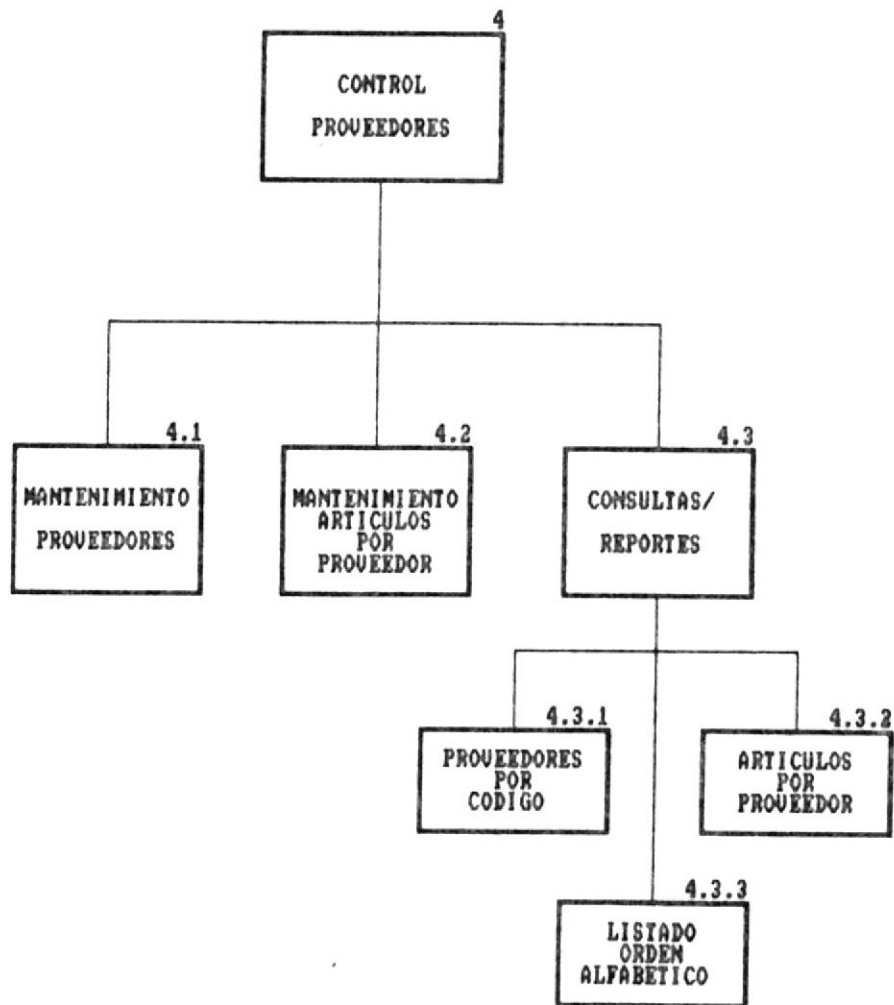 4
CONTROL
PROVEEDORES
4.1
MANTENIMIENTO
PROVEEDORES
4.2
MANTENIMIENTO
ARTICULOS
POR
PROVEEDOR
4.3
CONSULTAS/
REPORTES
4.3.1
PROVEEDORES
POR
CODIGO
4.3.2
ARTICULOS
POR
PROVEEDOR
4.3.3
LISTADO
ORDEN
ALFABETICO